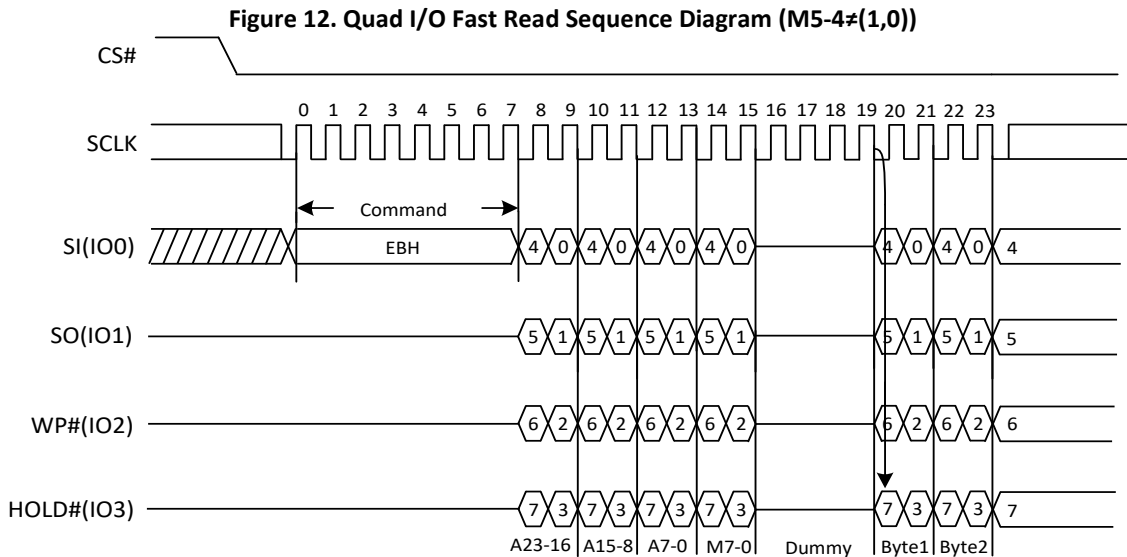 Figure 12. Quad I/O Fast Read Sequence Diagram (M5-4≠(1,0))
CS#
0 1 2 3 4 5 6 7 8 9 10 11 12 13 14 15 16 17 18 19 20 21 22 23
SCLK
Command
SI(IO0) EBH 4 0 4 0 4 0 4 0 4 0 4 0 4
SO(IO1) 5 1 5 1 5 1 5 1 5 1 5 1 5
WP#(IO2) 6 2 6 2 6 2 6 2 6 2 6 2 6
HOLD#(IO3) 7 3 7 3 7 3 7 3 7 3 7 3 7
A23-16 A15-8 A7-0 M7-0 Dummy Byte1 Byte2